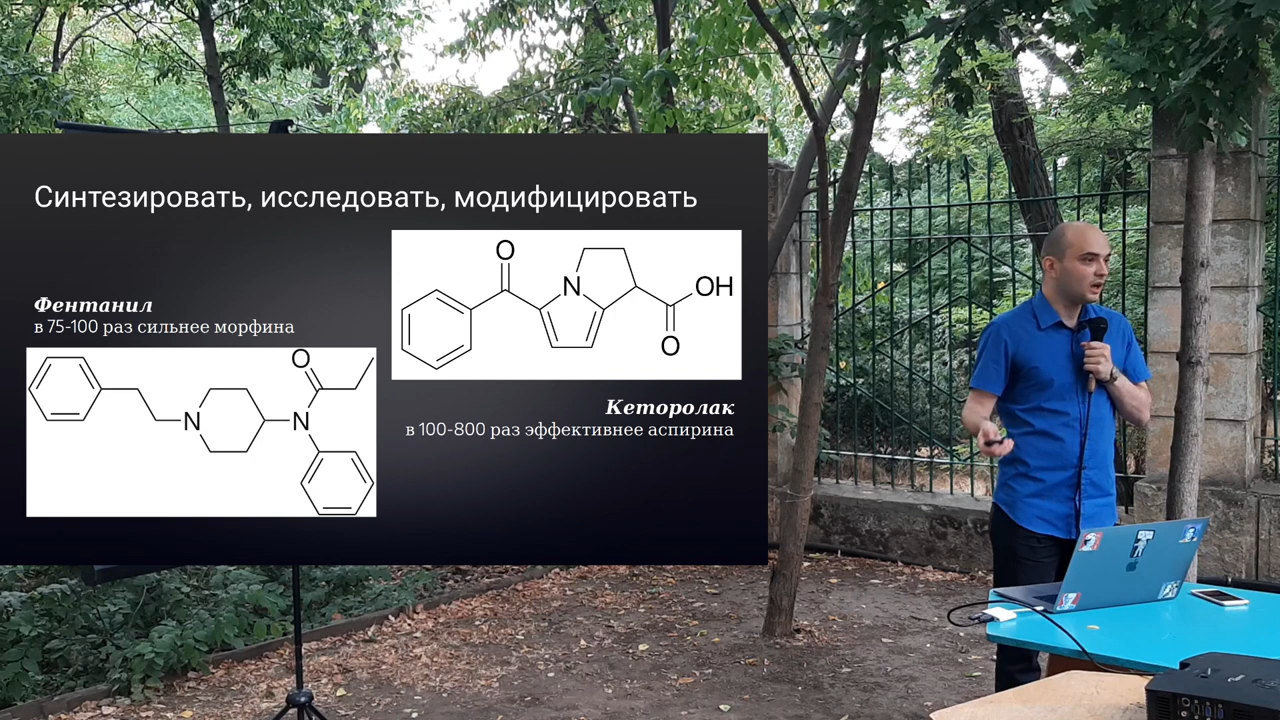 Синтезировать, исследовать, модифицировать
Фентанил
в 75-100 раз сильнее морфина
O
N
N
O
N
OH
O
Кеторолак
в 100-800 раз эффективнее аспирина